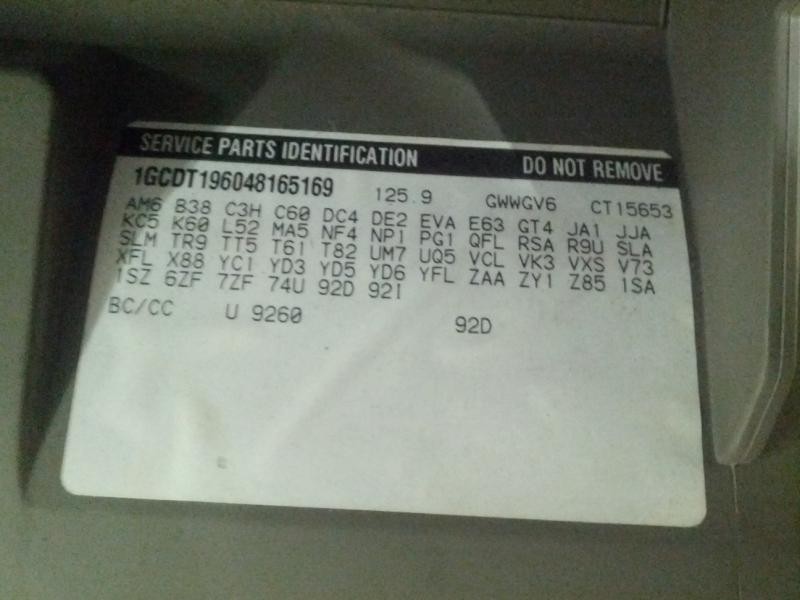 SERVICE PARTS IDENTIFICATION DO NOT REMOVE
1GCDT196048165169 125.9 GWWGV6 CT15653
AM6 B38 C3H C60 DC4 DE2 EVA E63 GT4 JA1 JJA
KC5 K60 L52 MA5 NF4 NP1 PG1 QFL RSA R9U SLA
SLM TR9 TT5 T61 T82 UM7 UQ5 VCL VK3 VXS V73
XFL X88 YC1 YD3 YD5 YD6 YFL ZAA ZY1 Z85 1SA
1SZ 6ZF 7ZF 74U 92D 92I
BC/CC U 9260 92D